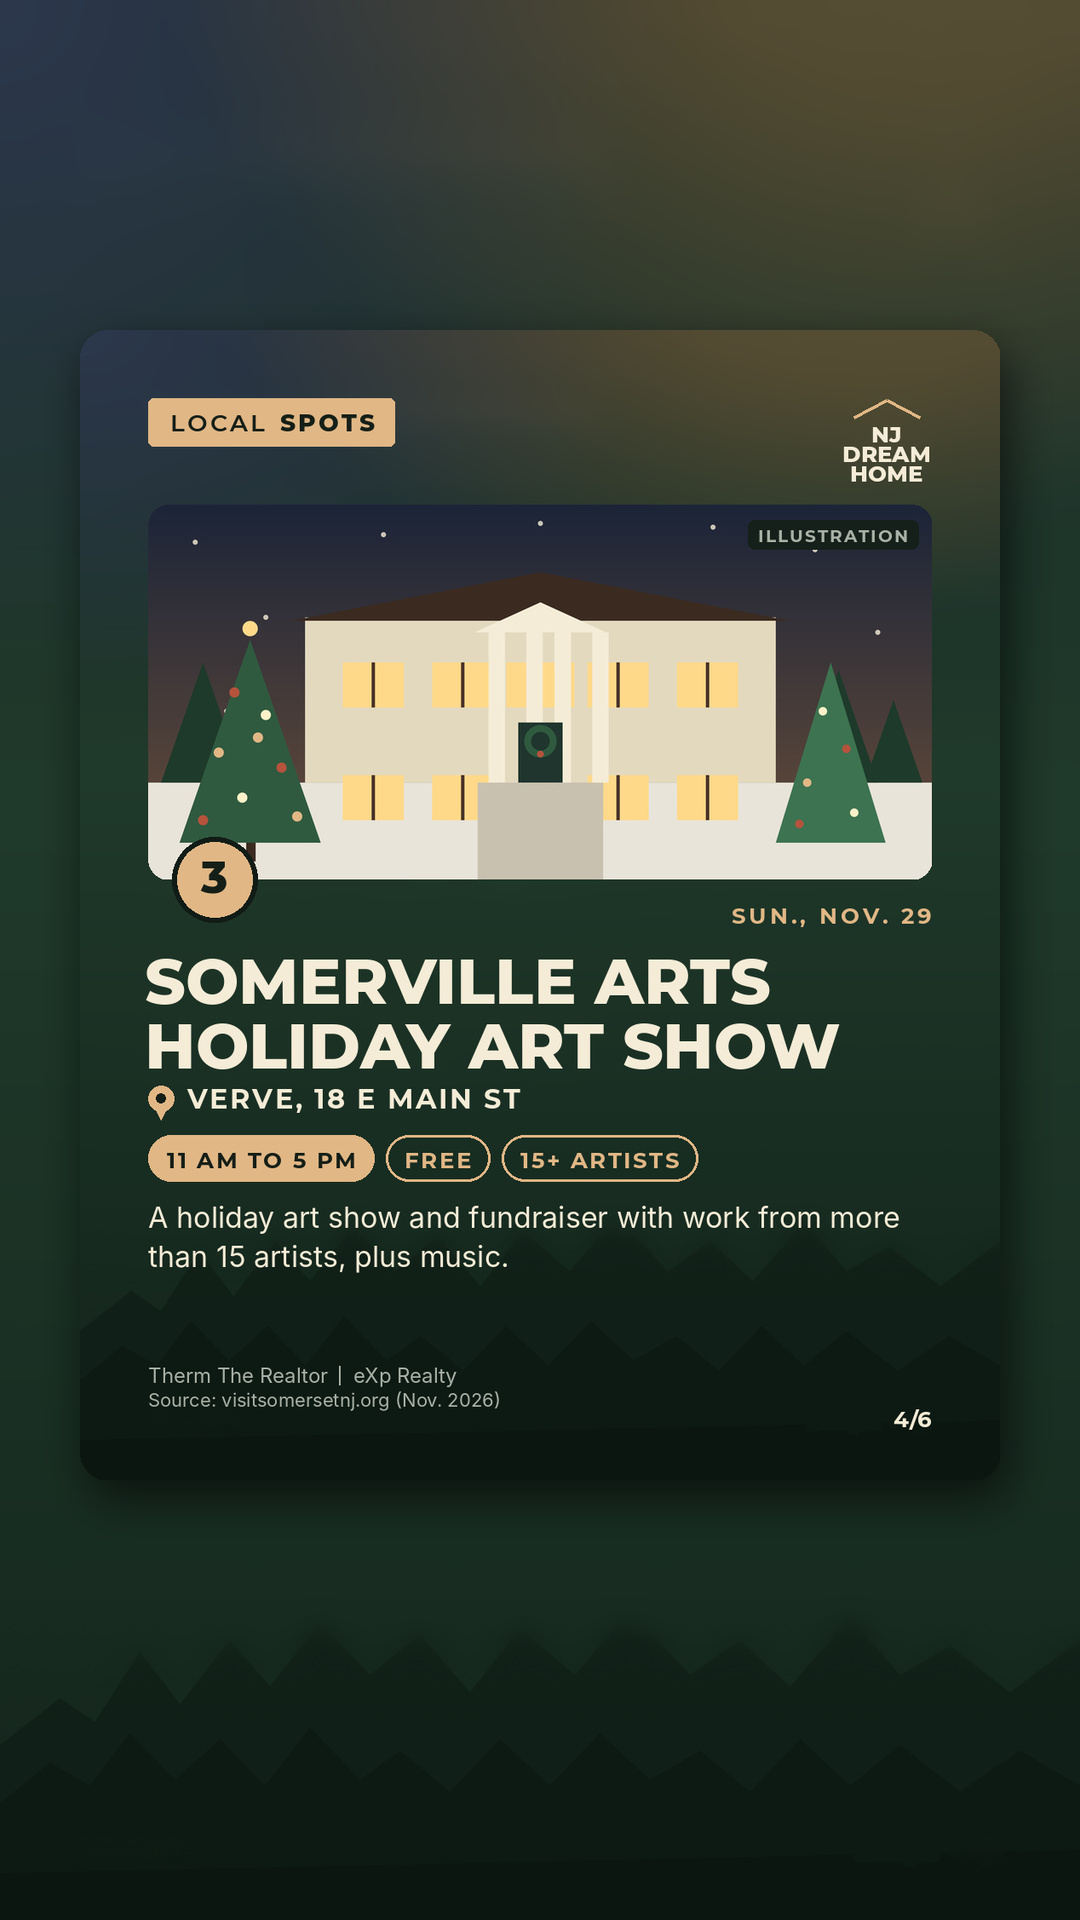 LOCAL SPOTS
NJ
DREAM
HOME
ILLUSTRATION
3
SUN., NOV. 29
SOMERVILLE ARTS
HOLIDAY ART SHOW
VERVE, 18 E MAIN ST
11 AM TO 5 PM
FREE
15+ ARTISTS
A holiday art show and fundraiser with work from more
than 15 artists, plus music.
Therm The Realtor | eXp Realty
Source: visitsomersetnj.org (Nov. 2026)
4/6